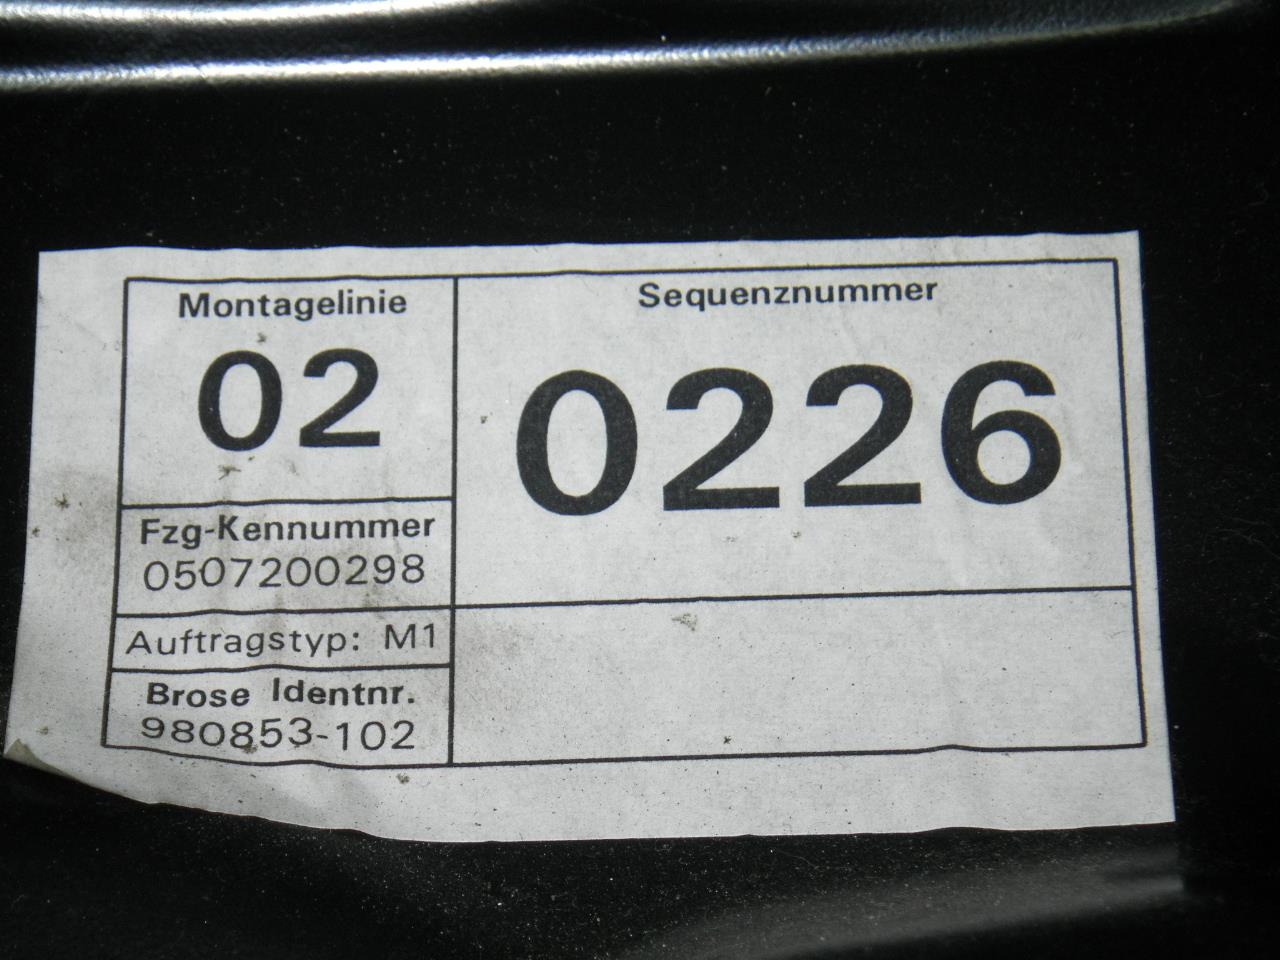 Montagelinie
02
Sequenznummer
0226
Fzg-Kennummer
0507200298
Auftragstyp: M1
Brose Identnr.
980853-102